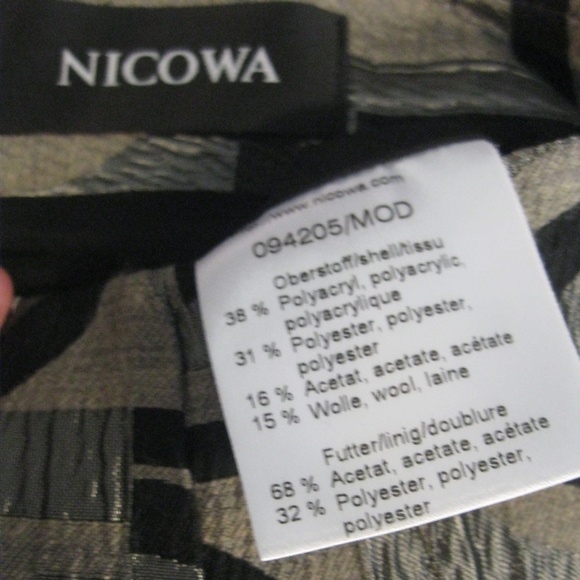 NICOWA
www.nicowa.com
094205/MOD
Oberstoff/shell/tissu
38 % Polyacryl, polyacrylic,
polyacrylique
31 % Polyester, polyester,
polyester
16 % Acetat, acetate, acétate
15 % Wolle, wool, laine
Futter/linig/doublure
68 % Acetat, acetate, acétate
32 % Polyester, polyester,
polyester